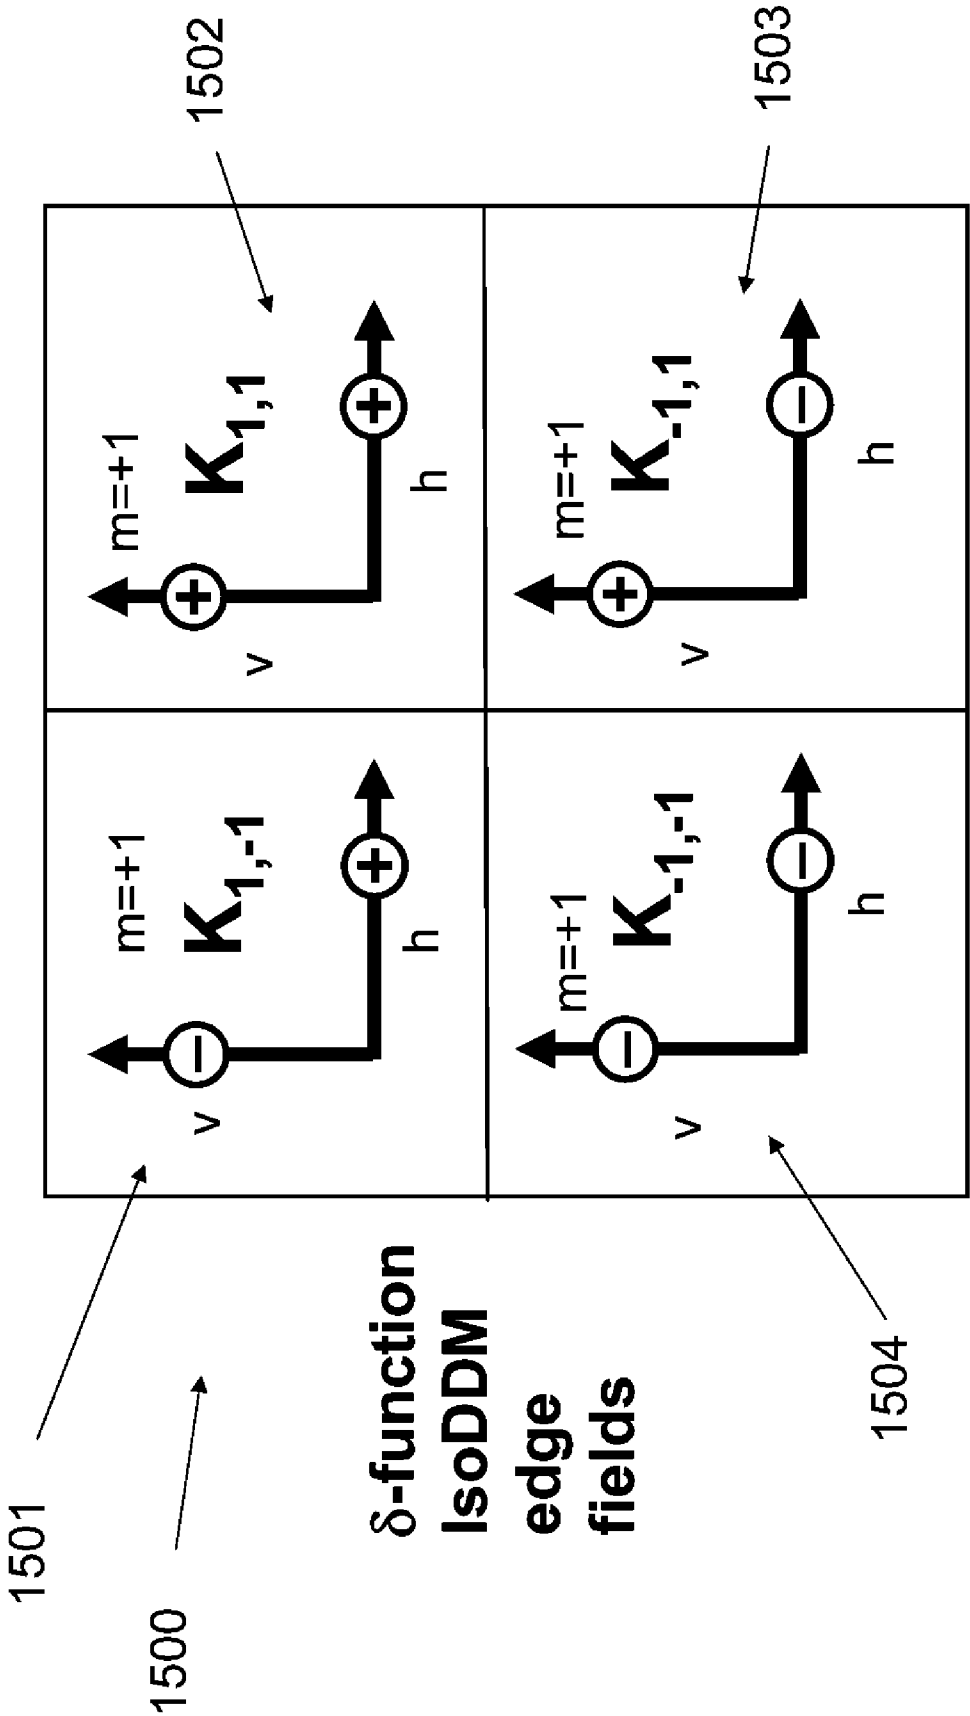 1501
1500
1502
m=+1
K1,-1
−
v
+
h
m=+1
K1,1
+
v
+
h
δ-function
IsoDDM
edge
fields
m=+1
K-1,-1
−
v
−
h
m=+1
K-1,1
+
v
−
h
1504
1503